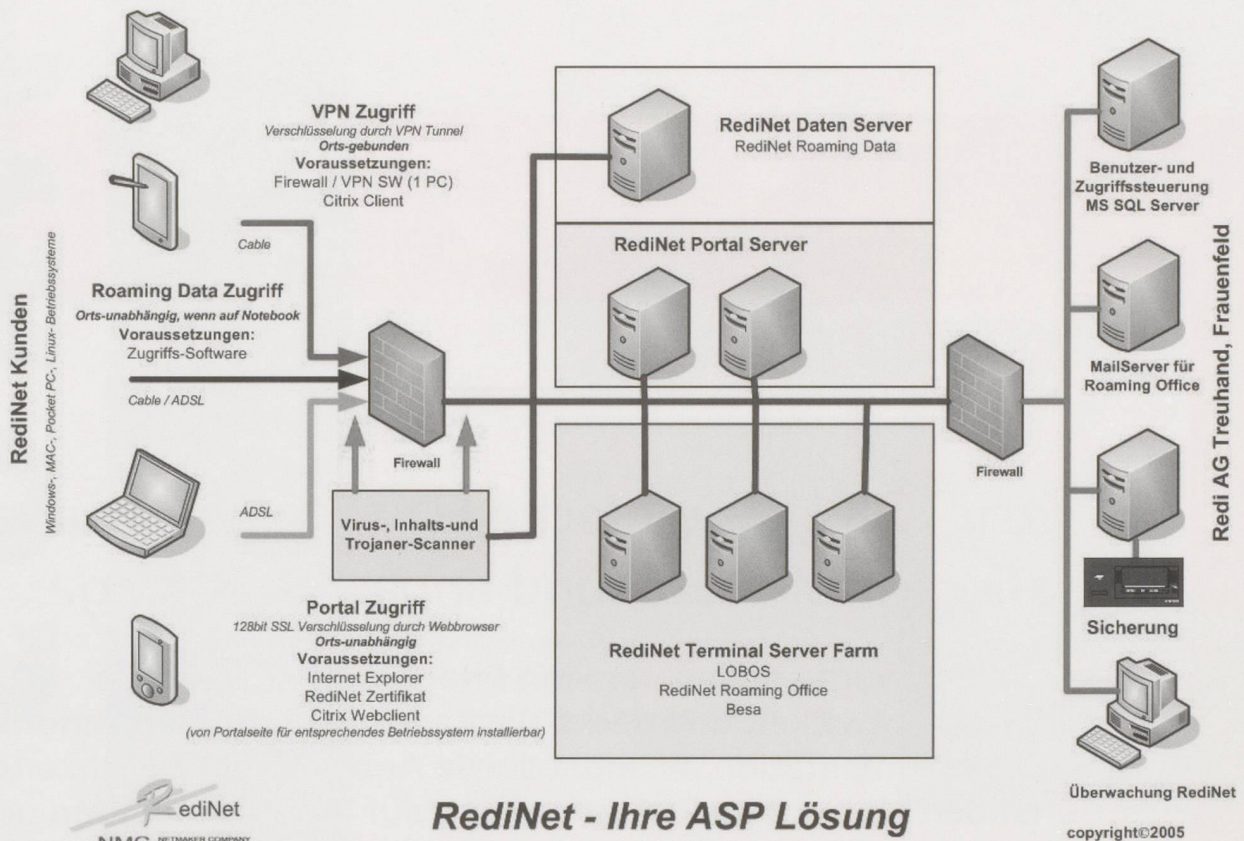 RediNet Kunden
Windows-, MAC-, Pocket PC-, Linux- Betriebssysteme
VPN Zugriff
Verschlüsselung durch VPN Tunnel
Orts-gebunden
Voraussetzungen:
Firewall / VPN SW (1 PC)
Citrix Client
Cable
Roaming Data Zugriff
Orts-unabhängig, wenn auf Notebook
Voraussetzungen:
Zugriffs-Software
Cable / ADSL
ADSL
Firewall
Virus-, Inhalts-und
Trojaner-Scanner
Portal Zugriff
128bit SSL Verschlüsselung durch Webbrowser
Orts-unabhängig
Voraussetzungen:
Internet Explorer
RediNet Zertifikat
Citrix Webclient
(von Portalseite für entsprechendes Betriebssystem installierbar)
RediNet Daten Server
RediNet Roaming Data
RediNet Portal Server
RediNet Terminal Server Farm
LOBOS
RediNet Roaming Office
Besa
Firewall
Benutzer- und
Zugriffssteuerung
MS SQL Server
MailServer für
Roaming Office
Sicherung
Überwachung RediNet
Redi AG Treuhand, Frauenfeld
RediNet
NMC NETMAKER COMPANY
RediNet - Ihre ASP Lösung
copyright©2005